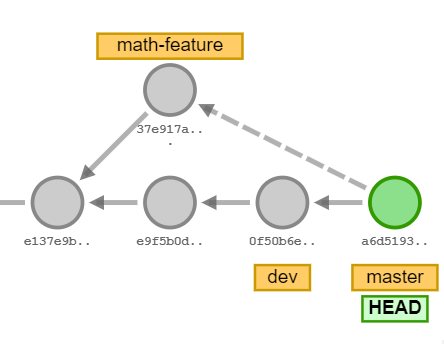 math-feature
37e917a..
.
e137e9b..
e9f5b0d..
0f50b6e..
a6d5193..
dev
master
HEAD